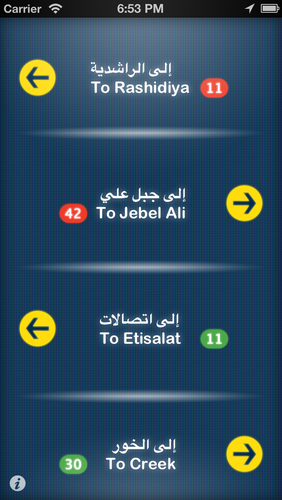 Carrier 6:53 PM
إلى الراشدية
To Rashidiya 11
إلى جبل علي
42 To Jebel Ali
إلى اتصالات
To Etisalat 11
إلى الخور
30 To Creek
i